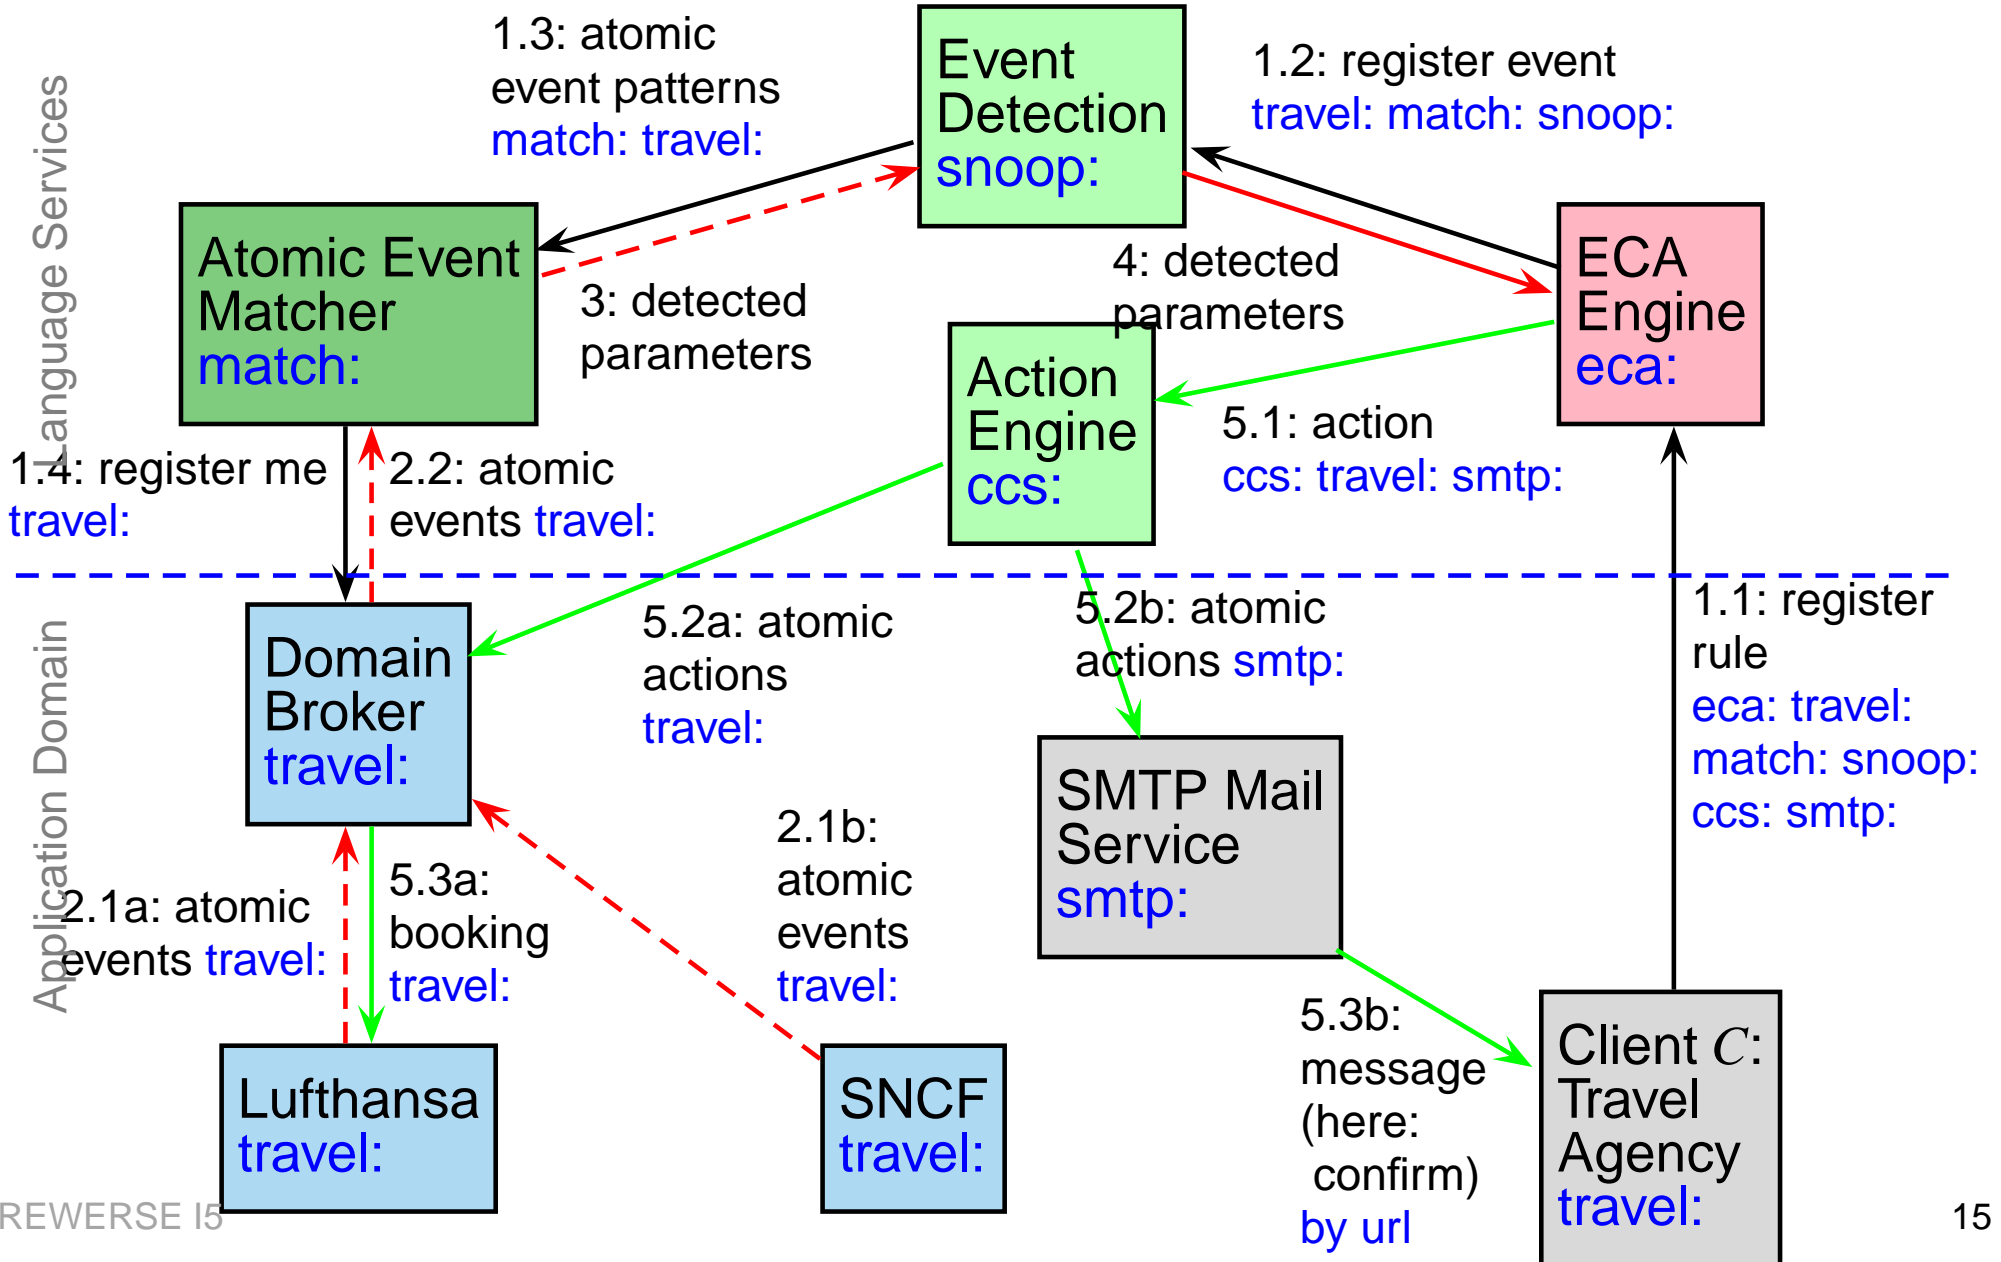 Language Services
Application Domain
1.3: atomic
event patterns
match: travel:
Event
Detection
snoop:
1.2: register event
travel: match: snoop:
Atomic Event
Matcher
match:
3: detected
parameters
4: detected
parameters
ECA
Engine
eca:
Action
Engine
ccs:
5.1: action
ccs: travel: smtp:
1.4: register me
travel:
2.2: atomic
events travel:
Domain
Broker
travel:
5.2a: atomic
actions
travel:
5.2b: atomic
actions smtp:
1.1: register
rule
eca: travel:
match: snoop:
ccs: smtp:
SMTP Mail
Service
smtp:
2.1a: atomic
events travel:
5.3a:
booking
travel:
2.1b:
atomic
events
travel:
Lufthansa
travel:
SNCF
travel:
5.3b:
message
(here:
confirm)
by url
Client C:
Travel
Agency
travel:
REWERSE I5
15